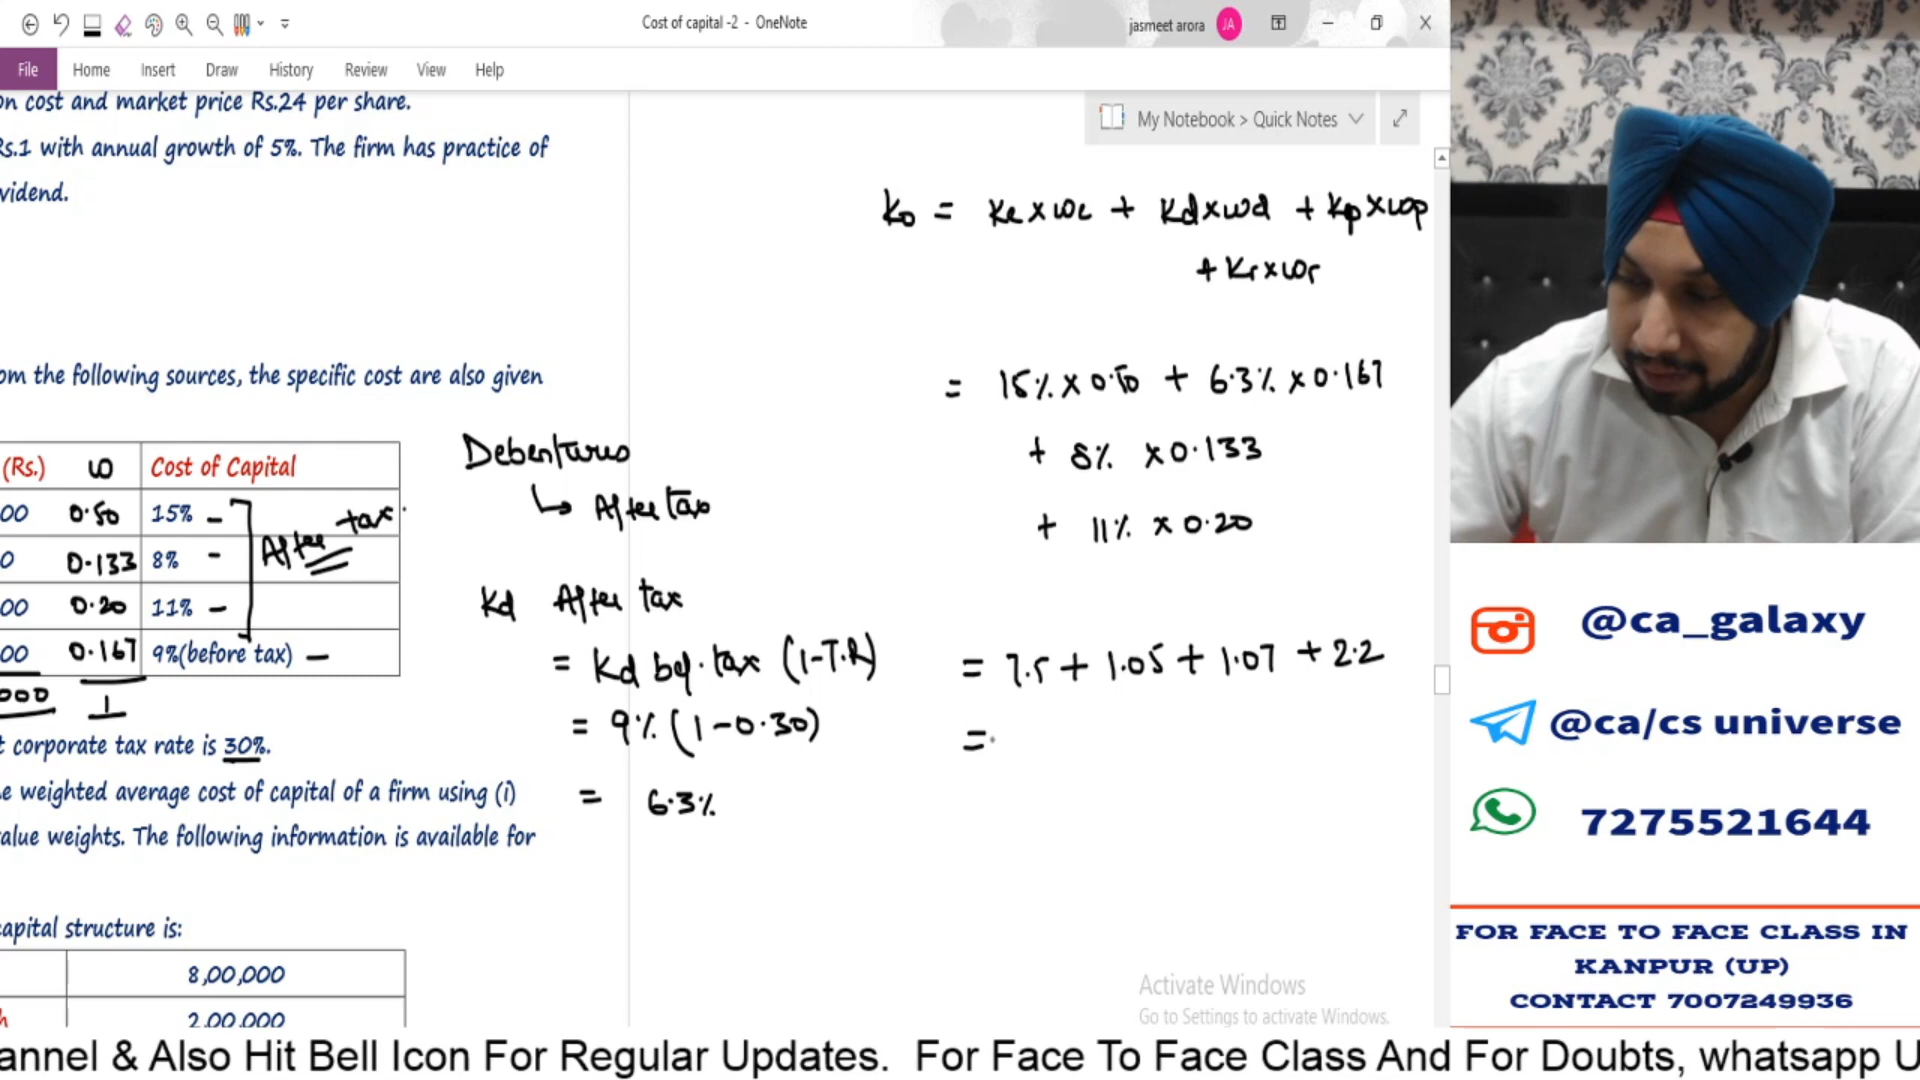 Cost of capital -2 - OneNote
jasmeet arora
JA
File Home Insert Draw History Review View Help
My Notebook > Quick Notes
on cost and market price Rs.24 per share.
Rs.1 with annual growth of 5%. The firm has practice of
vidend.
Ko = Ke x we + Kd x wd + Kp x wp
+ Kr x wr
= 15% x 0.50 + 6.3% x 0.167
+ 8% x 0.133
+ 11% x 0.20
= 7.5 + 1.05 + 1.07 + 2.2
=
om the following sources, the specific cost are also given
(Rs.) ω Cost of Capital
00 0.50 15% -
0 0.133 8% -
00 0.20 11% -
00 0.167 9%(before tax) -
000 1
After tax
Debentures
↳ After tax
Kd After tax
= Kd bef. tax (1-T.R)
= 9% (1-0.30)
= 6.3%
t corporate tax rate is 30%.
e weighted average cost of capital of a firm using (i)
alue weights. The following information is available for
capital structure is:
8,00,000
h 2,00,000
Activate Windows
Go to Settings to activate Windows.
@ca_galaxy
@ca/cs universe
7275521644
FOR FACE TO FACE CLASS IN
KANPUR (UP)
CONTACT 7007249936
annel & Also Hit Bell Icon For Regular Updates. For Face To Face Class And For Doubts, whatsapp U